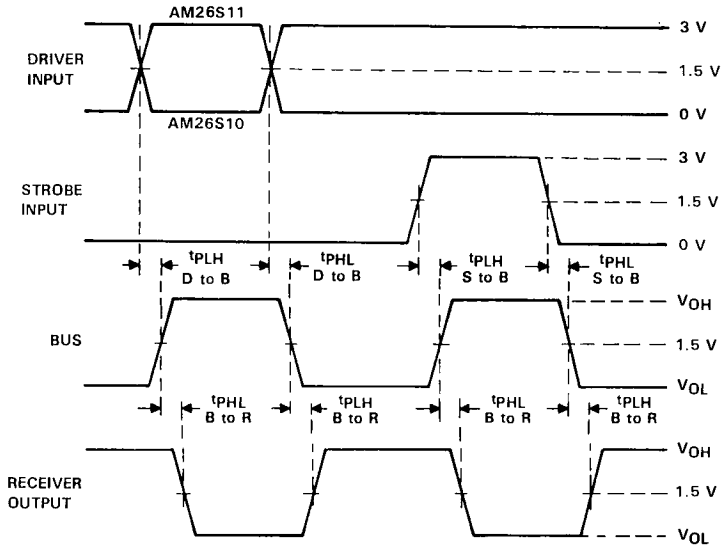 AM26S11
3 V
DRIVER
INPUT
1.5 V
AM26S10
0 V
3 V
STROBE
INPUT
1.5 V
0 V
tPLH
D to B
tPHL
D to B
tPLH
S to B
tPHL
S to B
VOH
BUS
1.5 V
VOL
tPHL
B to R
tPLH
B to R
tPHL
B to R
tPLH
B to R
VOH
RECEIVER
OUTPUT
1.5 V
VOL